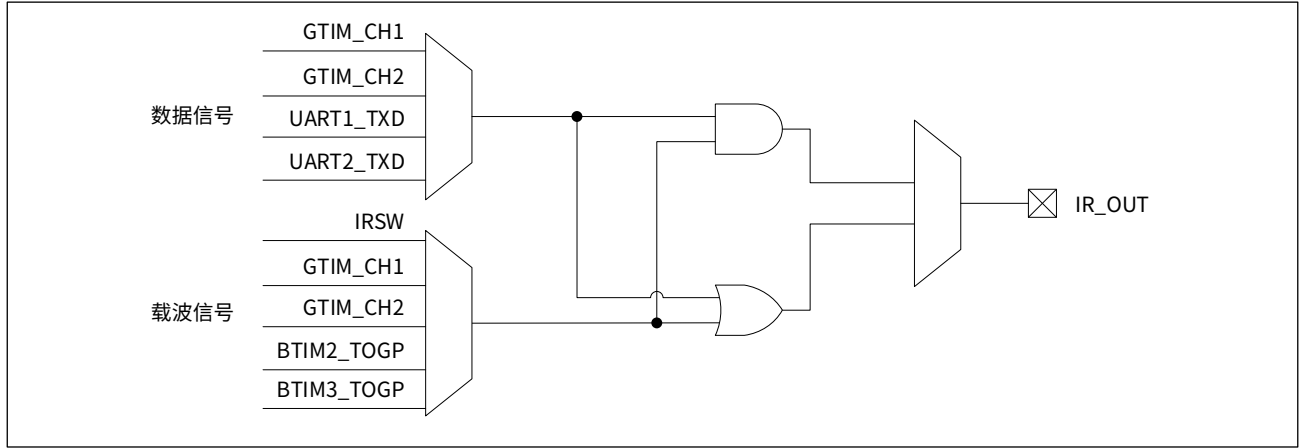 GTIM_CH1
GTIM_CH2
数据信号
UART1_TXD
UART2_TXD
IRSW
GTIM_CH1
载波信号
GTIM_CH2
BTIM2_TOGP
BTIM3_TOGP
IR_OUT